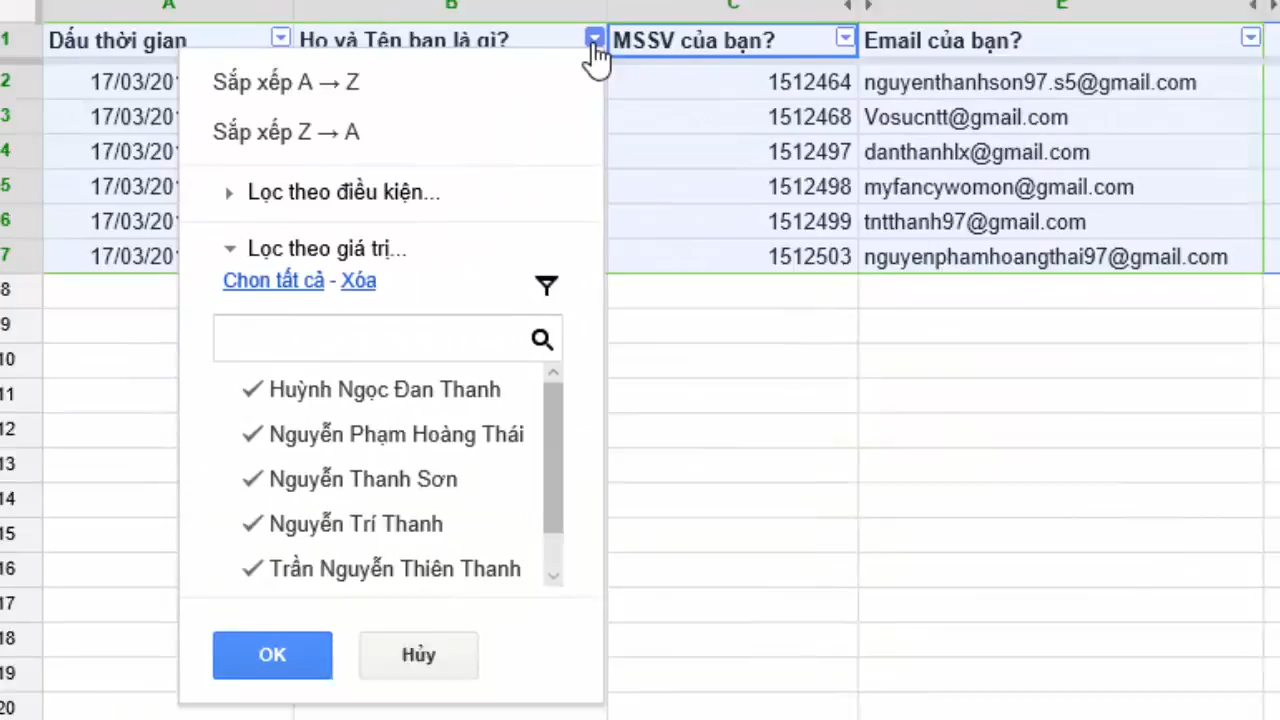 A B C E
1 Dấu thời gian Họ và Tên bạn là gì? MSSV của bạn? Email của bạn?
2 17/03/20 1512464 nguyenthanhson97.s5@gmail.com
3 17/03/20 1512468 Vosucntt@gmail.com
4 17/03/20 1512497 danthanhlx@gmail.com
5 17/03/20 1512498 myfancywomon@gmail.com
6 17/03/20 1512499 tntthanh97@gmail.com
7 17/03/20 1512503 nguyenphamhoangthai97@gmail.com
8
9
10
11
12
13
14
15
16
17
18
19
20
Sắp xếp A → Z
Sắp xếp Z → A
Lọc theo điều kiện...
Lọc theo giá trị...
Chọn tất cả - Xóa
Huỳnh Ngọc Đan Thanh
Nguyễn Phạm Hoàng Thái
Nguyễn Thanh Sơn
Nguyễn Trí Thanh
Trần Nguyễn Thiên Thanh
OK Hủy